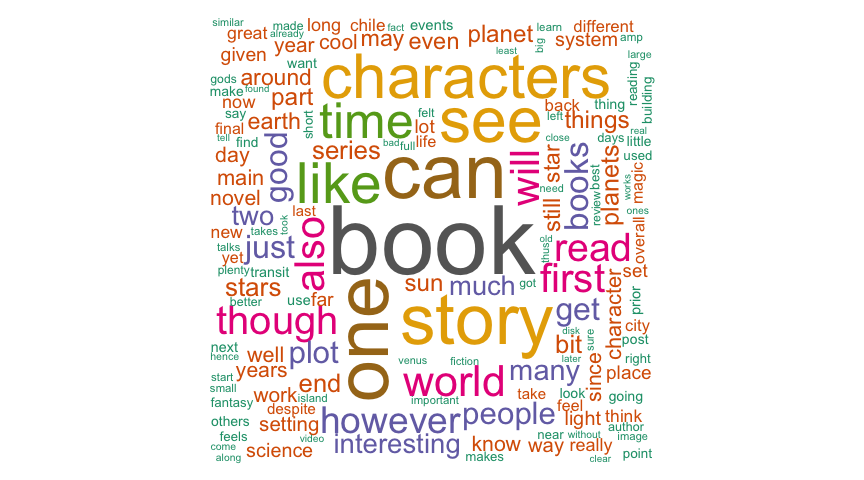 similar
made
long
chile
fact
events
learn
different
great
already
year
cool
may
even
planet
big
system
amp
given
least
want
characters
large
gods
around
reading
building
make
found
part
now
say
earth
short
time
felt
see
back
thing
left
things
final
lot
real
tell
find
good
series
bad
full
life
close
days
little
day
like
can
will
star
books
best
used
main
need
still
review
planets
works
magic
novel
ones
two
last
book
new
takes
took
also
old
thus
read
overall
talks
just
yet
plenty
transit
sun
much
got
first
set
stars
use
far
character
prior
better
one
story
get
city
though
disk
sure
post
next
hence
well
plot
venus
fiction
bit
later
since
right
years
world
many
place
start
small
end
work
island
important
take
look
going
fantasy
despite
however
people
feel
light
think
others
setting
author
feels
video
interesting
know
near
way
without
really
image
come
along
science
makes
clear
point